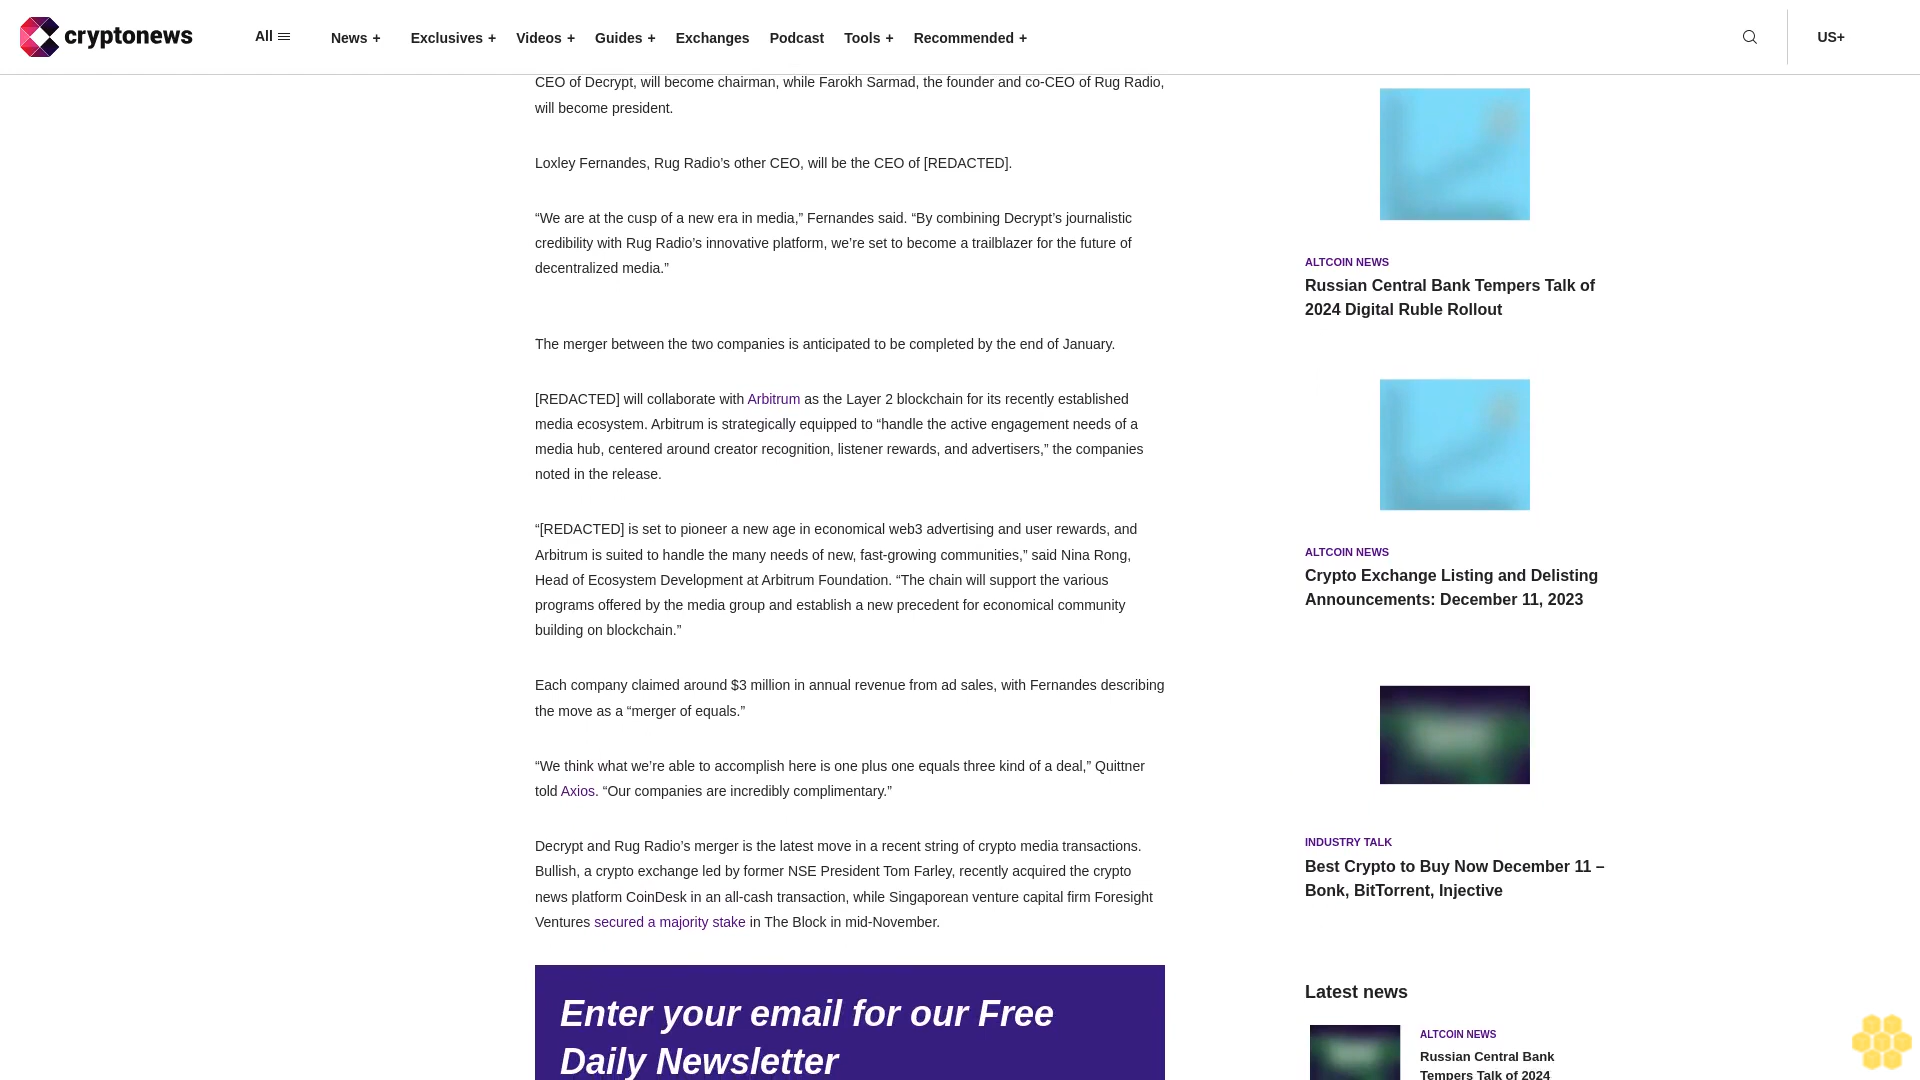 cryptonews
All
News +
Exclusives +
Videos +
Guides +
Exchanges
Podcast
Tools +
Recommended +
US+
CEO of Decrypt, will become chairman, while Farokh Sarmad, the founder and co-CEO of Rug Radio,
will become president.
Loxley Fernandes, Rug Radio’s other CEO, will be the CEO of [REDACTED].
“We are at the cusp of a new era in media,” Fernandes said. “By combining Decrypt’s journalistic
credibility with Rug Radio’s innovative platform, we’re set to become a trailblazer for the future of
decentralized media.”
The merger between the two companies is anticipated to be completed by the end of January.
[REDACTED] will collaborate with Arbitrum as the Layer 2 blockchain for its recently established
media ecosystem. Arbitrum is strategically equipped to “handle the active engagement needs of a
media hub, centered around creator recognition, listener rewards, and advertisers,” the companies
noted in the release.
“[REDACTED] is set to pioneer a new age in economical web3 advertising and user rewards, and
Arbitrum is suited to handle the many needs of new, fast-growing communities,” said Nina Rong,
Head of Ecosystem Development at Arbitrum Foundation. “The chain will support the various
programs offered by the media group and establish a new precedent for economical community
building on blockchain.”
Each company claimed around $3 million in annual revenue from ad sales, with Fernandes describing
the move as a “merger of equals.”
“We think what we’re able to accomplish here is one plus one equals three kind of a deal,” Quittner
told Axios. “Our companies are incredibly complimentary.”
Decrypt and Rug Radio’s merger is the latest move in a recent string of crypto media transactions.
Bullish, a crypto exchange led by former NSE President Tom Farley, recently acquired the crypto
news platform CoinDesk in an all-cash transaction, while Singaporean venture capital firm Foresight
Ventures secured a majority stake in The Block in mid-November.
Enter your email for our Free
Daily Newsletter
ALTCOIN NEWS
Russian Central Bank Tempers Talk of
2024 Digital Ruble Rollout
ALTCOIN NEWS
Crypto Exchange Listing and Delisting
Announcements: December 11, 2023
INDUSTRY TALK
Best Crypto to Buy Now December 11 –
Bonk, BitTorrent, Injective
Latest news
ALTCOIN NEWS
Russian Central Bank
Tempers Talk of 2024